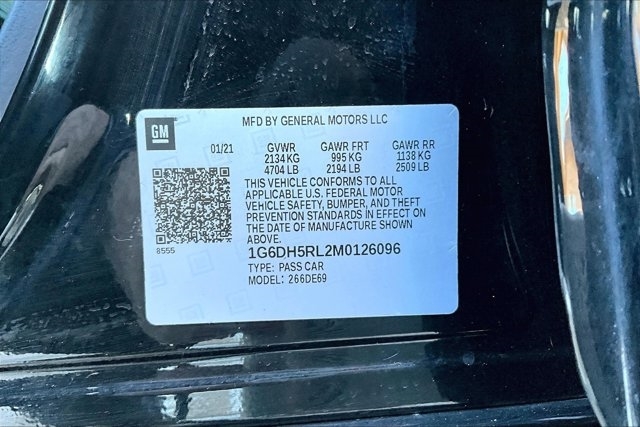 MFD BY GENERAL MOTORS LLC
GM
01/21 GVWR GAWR FRT GAWR RR
2134 KG 995 KG 1138 KG
4704 LB 2194 LB 2509 LB
THIS VEHICLE CONFORMS TO ALL
APPLICABLE U.S. FEDERAL MOTOR
VEHICLE SAFETY, BUMPER, AND THEFT
PREVENTION STANDARDS IN EFFECT ON
THE DATE OF MANUFACTURE SHOWN
ABOVE.
8555
1G6DH5RL2M0126096
TYPE: PASS CAR
MODEL: 266DE69